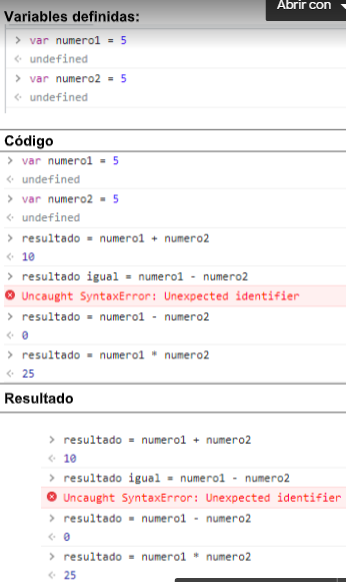 Abrir con
Variables definidas:
> var numero1 = 5
<· undefined
> var numero2 = 5
<· undefined
Código
> var numero1 = 5
<· undefined
> var numero2 = 5
<· undefined
> resultado = numero1 + numero2
<· 10
> resultado igual = numero1 - numero2
Uncaught SyntaxError: Unexpected identifier
> resultado = numero1 - numero2
<· 0
> resultado = numero1 * numero2
<· 25
Resultado
> resultado = numero1 + numero2
<· 10
> resultado igual = numero1 - numero2
Uncaught SyntaxError: Unexpected identifier
> resultado = numero1 - numero2
<· 0
> resultado = numero1 * numero2
<· 25